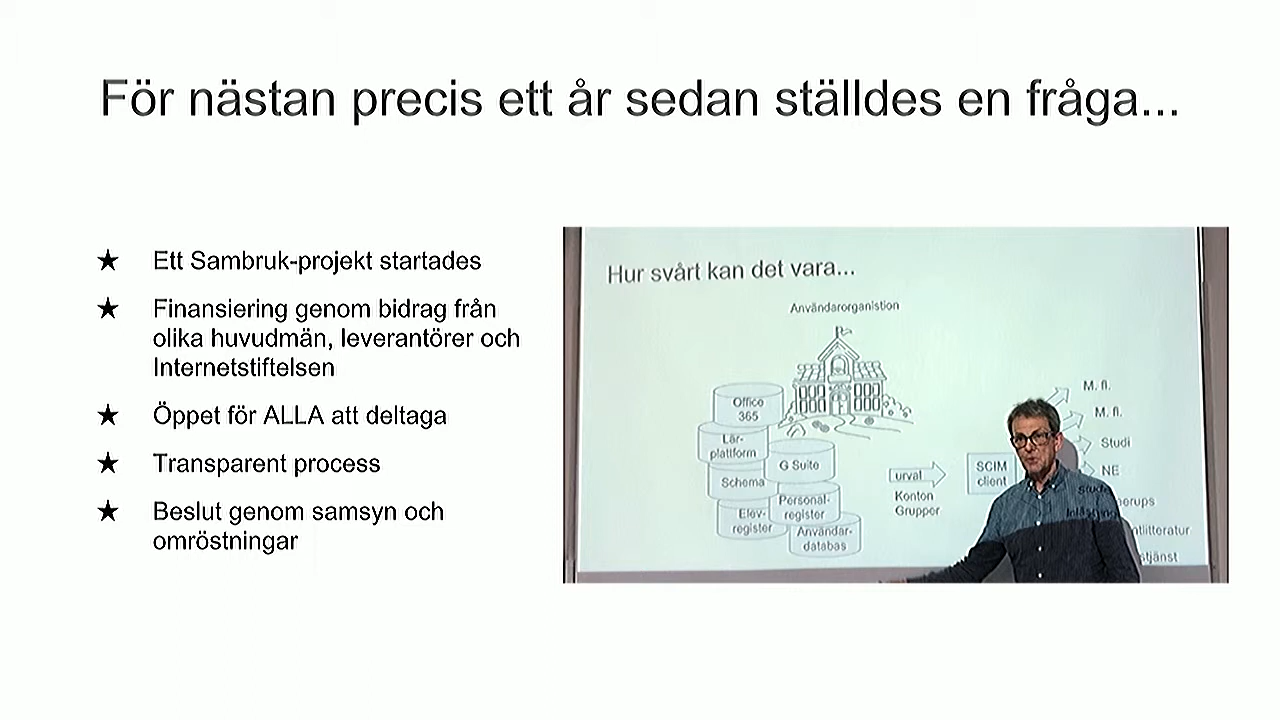 För nästan precis ett år sedan ställdes en fråga...
★ Ett Sambruk-projekt startades
★ Finansiering genom bidrag från
olika huvudmän, leverantörer och
Internetstiftelsen
★ Öppet för ALLA att deltaga
★ Transparent process
★ Beslut genom samsyn och
omröstningar
Hur svårt kan det vara...
Användarorganistion
Office
365
Lär-
plattform
G Suite
Schema
Personal-
register
Elev-
register
Användar-
databas
urval
Konton
Grupper
SCIM
client
M. fl.
M. fl.
Studi
NE